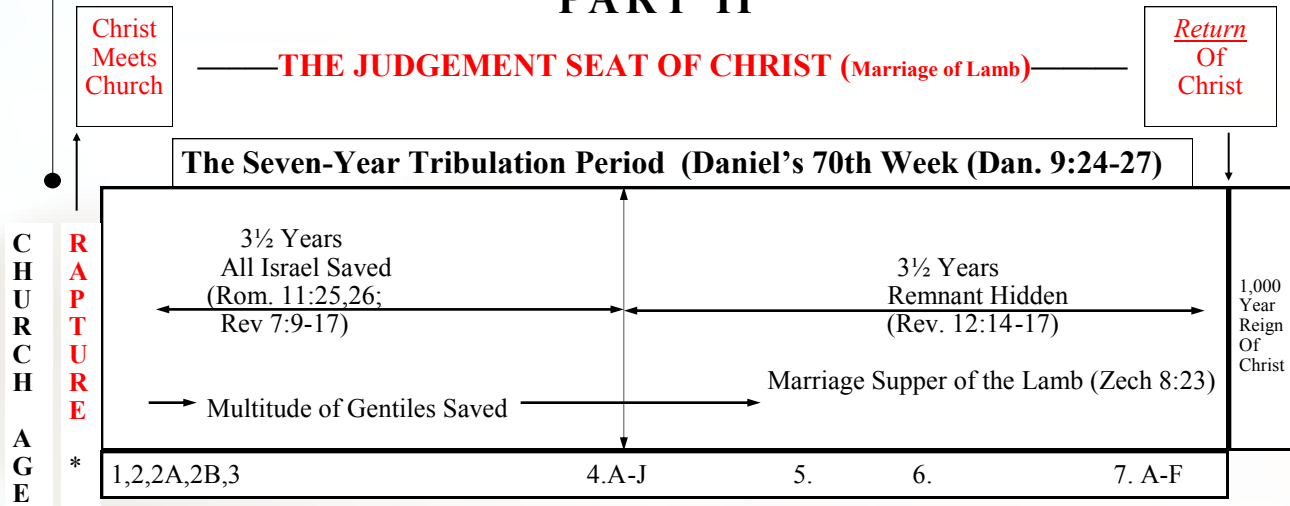 PART II
Christ
Meets
Church
THE JUDGEMENT SEAT OF CHRIST (Marriage of Lamb)
Return
Of
Christ
The Seven-Year Tribulation Period (Daniel's 70th Week (Dan. 9:24-27)
CHURCH AGE
RAPTURE *
3½ Years
All Israel Saved
(Rom. 11:25,26;
Rev 7:9-17)
3½ Years
Remnant Hidden
(Rev. 12:14-17)
1,000
Year
Reign
Of
Christ
Marriage Supper of the Lamb (Zech 8:23)
Multitude of Gentiles Saved
1,2,2A,2B,3 4.A-J 5. 6. 7. A-F